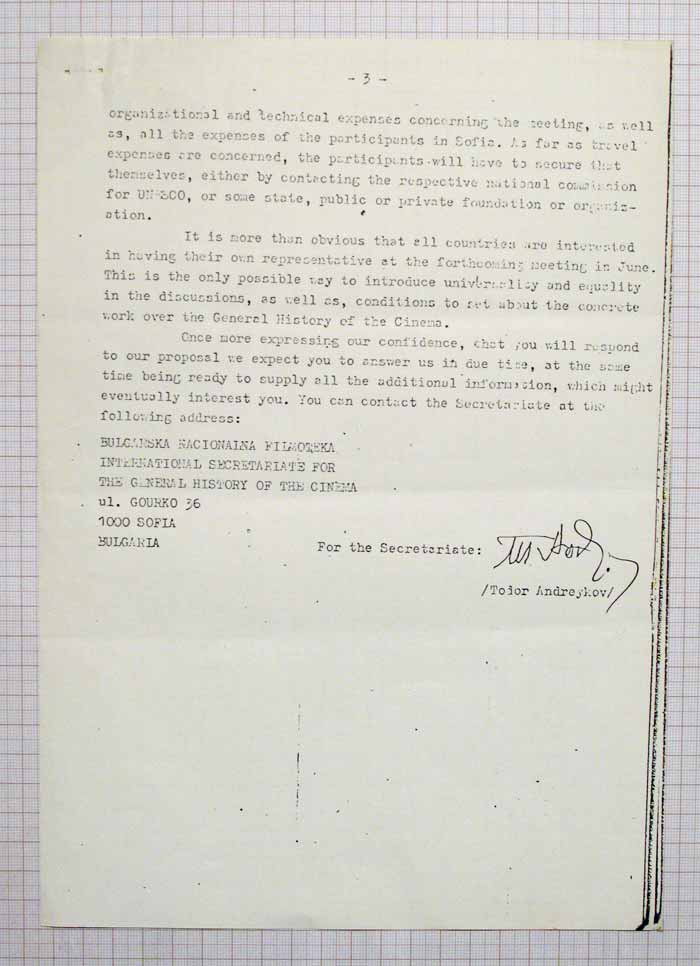 - 3 -
organizational and technical expenses concerning the meeting, as well
as, all the expenses of the participants in Sofia. As far as travel
expenses are concerned, the participants will have to secure that
themselves, either by contacting the respective national commission
for UNESCO, or some state, public or private foundation or organiz-
ation.
It is more than obvious that all countries are interested
in having their own representative at the forthcoming meeting in June.
This is the only possible way to introduce universality and equality
in the discussions, as well as, conditions to set about the concrete
work over the General History of the Cinema.
Once more expressing our confidence, that you will respond
to our proposal we expect you to answer us in due time, at the same
time being ready to supply all the additional information, which might
eventually interest you. You can contact the Secretariate at the
following address:
BULGARSKA NACIONALNA FILMOTEKA
INTERNATIONAL SECRETARIATE FOR
THE GENERAL HISTORY OF THE CINEMA
ul. GOURKO 36
1000 SOFIA
BULGARIA
For the Secretariate:
/Todor Andreykov/